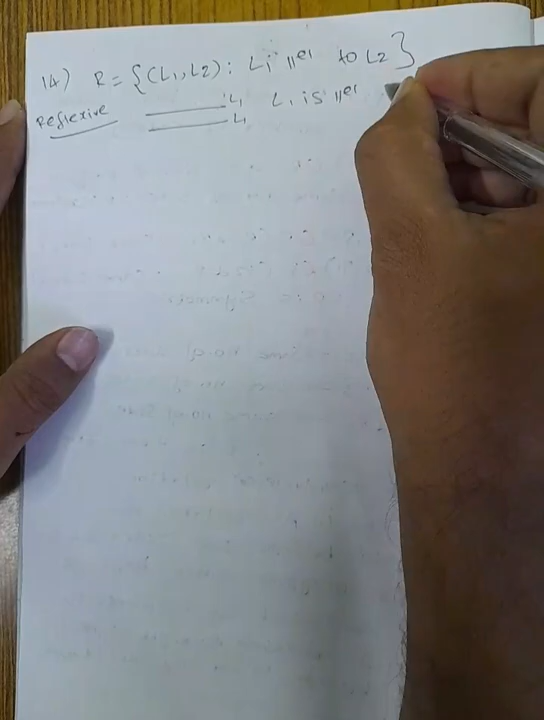 14) R = {(L1, L2) : L1 ||el to L2}
Reflexive L1 L1 is ||el
L1